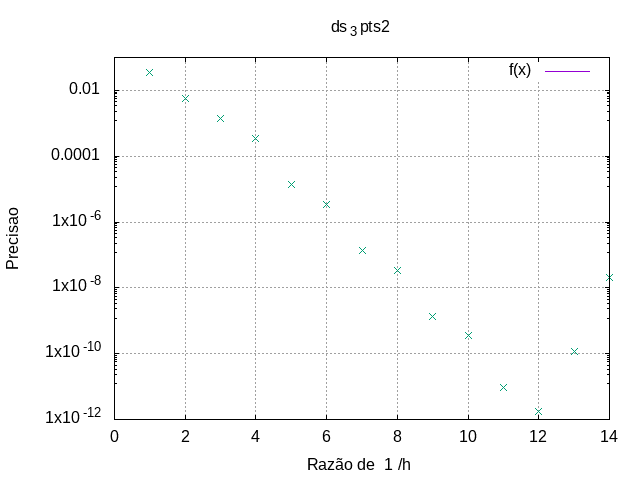 ds 3 pts2
f(x)
0.01
0.0001
1x10 -6
1x10 -8
1x10 -10
1x10 -12
Precisao
0 2 4 6 8 10 12 14
Razão de 1 /h